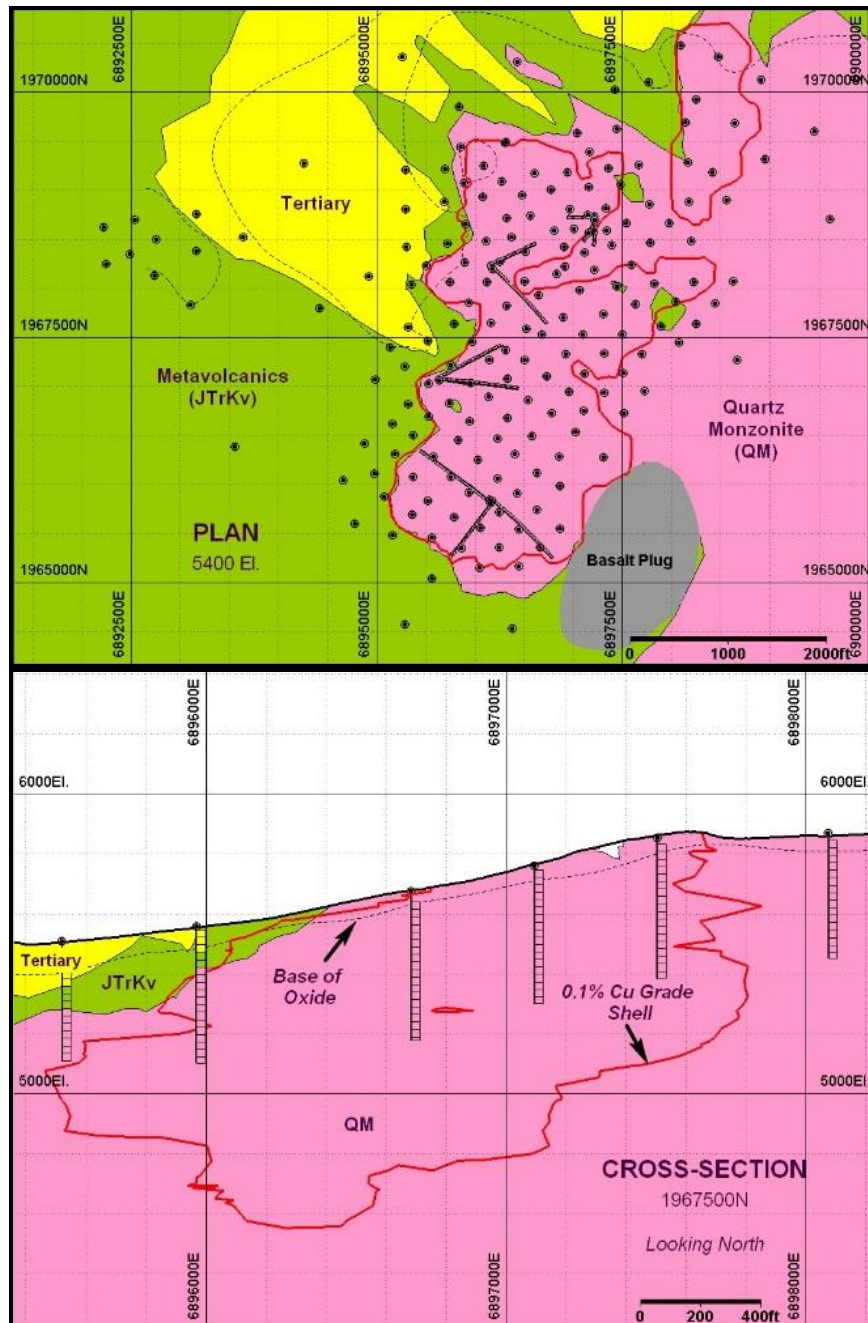 6892500E
6895000E
6897500E
6900000E
1970000N
1970000N
Tertiary
1967500N
1967500N
Metavolcanics
(JTrKv)
Quartz
Monzonite
(QM)
PLAN
5400 El.
Basalt Plug
1965000N
1965000N
6892500E
6895000E
6897500E
6900000E
0
1000
2000ft
6896000E
6897000E
6898000E
6000El.
6000El.
Tertiary
JTrKv
Base of
Oxide
0.1% Cu Grade
Shell
5000El.
5000El.
QM
CROSS-SECTION
1967500N
Looking North
6896000E
6897000E
6898000E
0
200
400ft